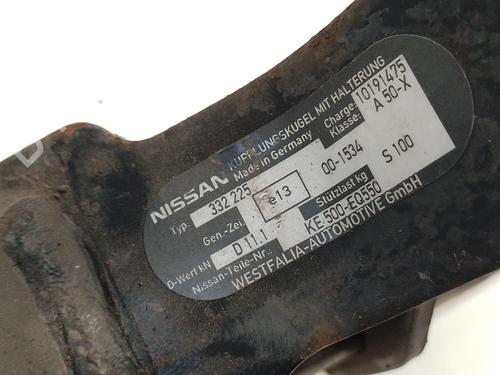 NISSAN
KUPPLUNGSKUGEL MIT HALTERUNG
Made in Germany
Charge: 10191475
Klasse: A 50-X
Typ: 332 225
Gen.-Zei. e13 00-1534
D-Wert kN D 11.1 Stützlast kg S 100
Nissan-Teile-Nr.: KE 500-EQ550
WESTFALIA-AUTOMOTIVE GmbH